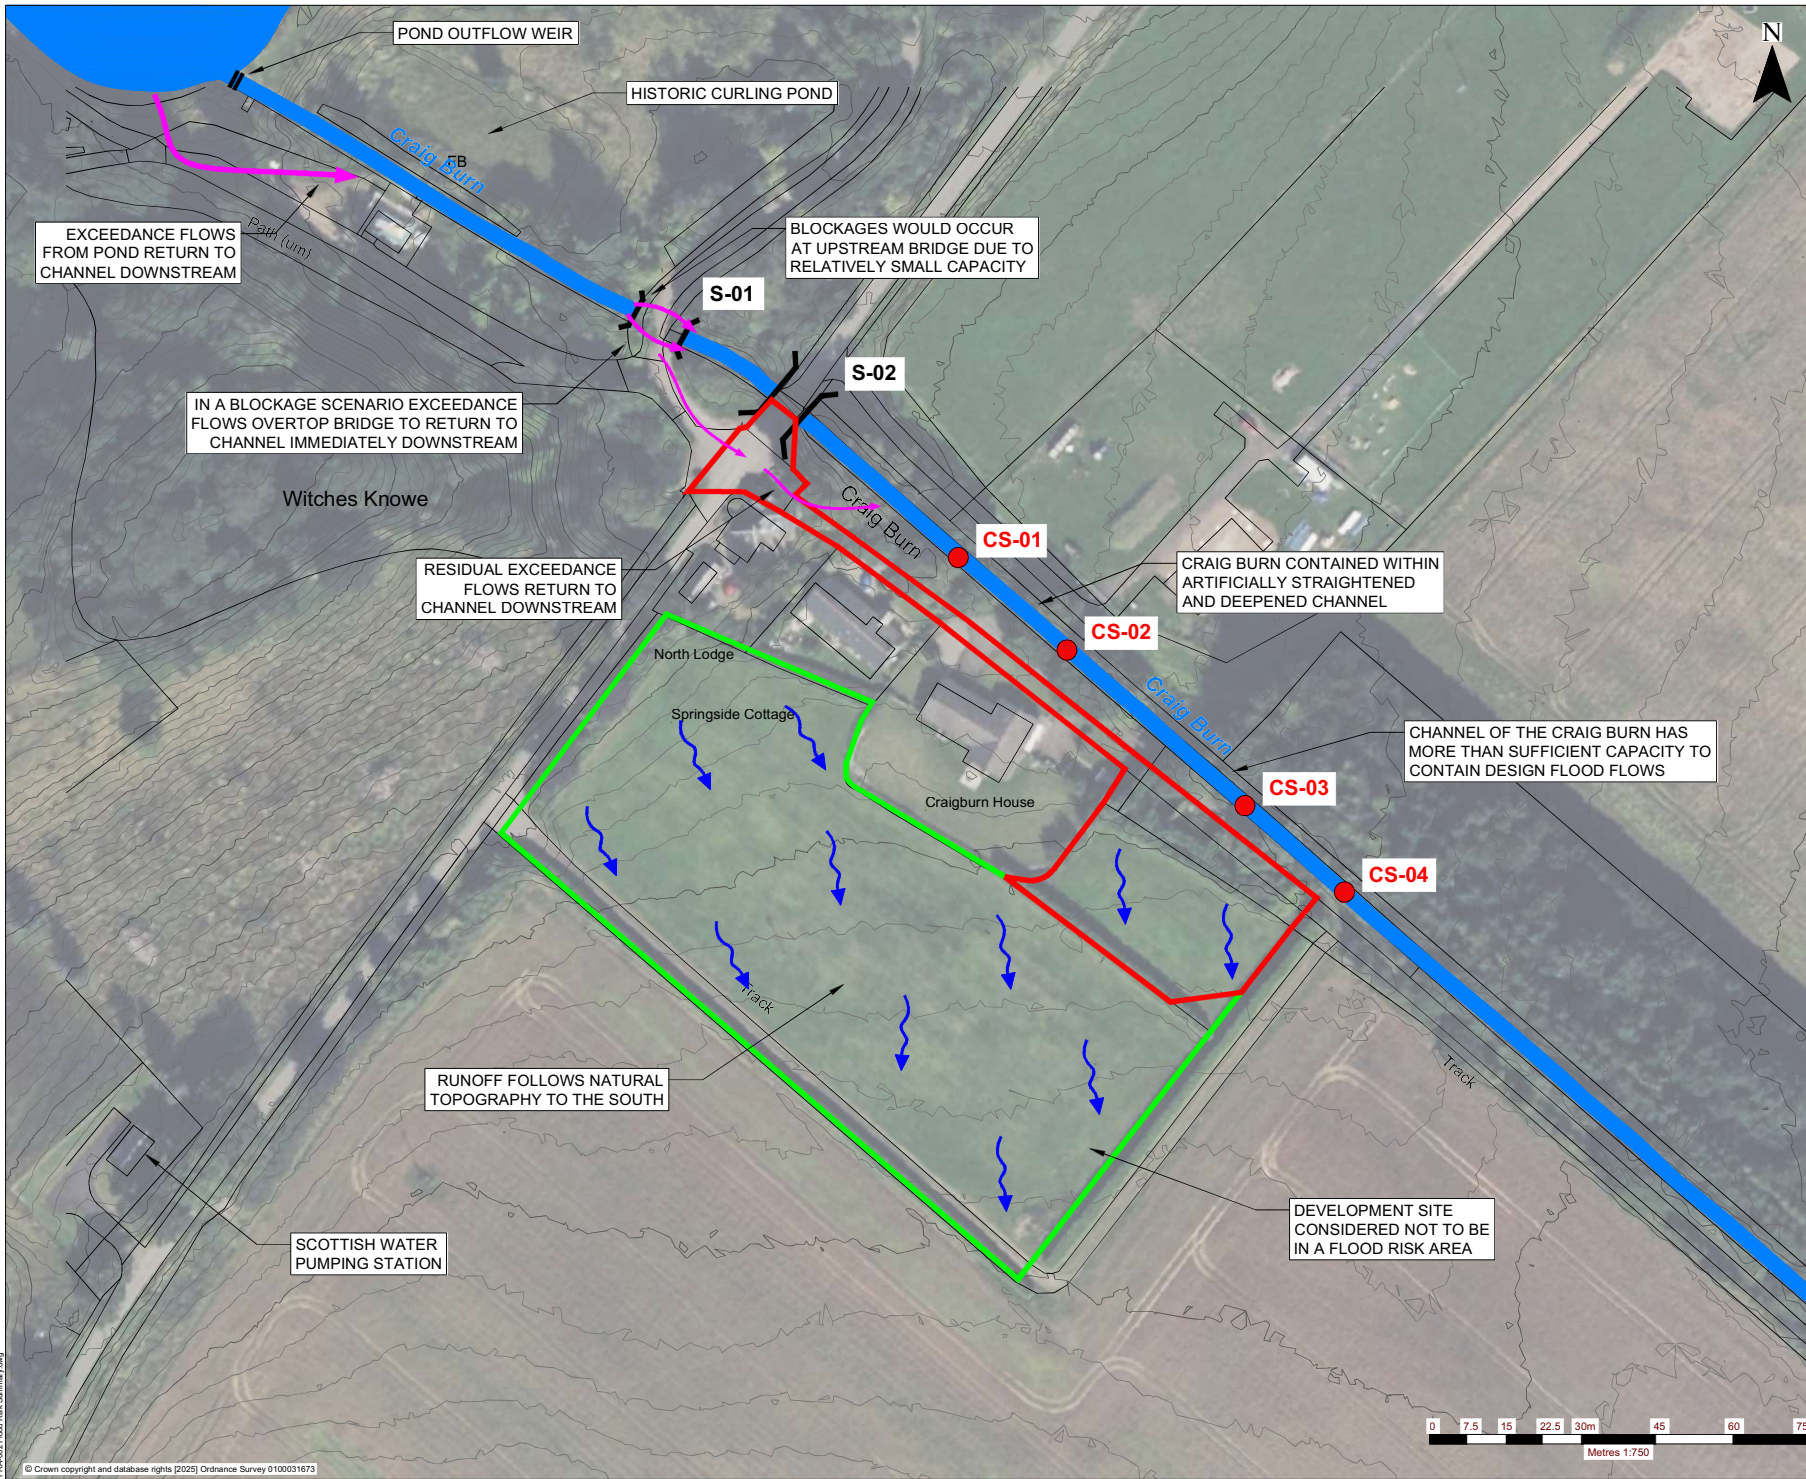 POND OUTFLOW WEIR
N
HISTORIC CURLING POND
Craig Burn
FB
EXCEEDANCE FLOWS
FROM POND RETURN TO
CHANNEL DOWNSTREAM
Path (um)
BLOCKAGES WOULD OCCUR
AT UPSTREAM BRIDGE DUE TO
RELATIVELY SMALL CAPACITY
S-01
S-02
IN A BLOCKAGE SCENARIO EXCEEDANCE
FLOWS OVERTOP BRIDGE TO RETURN TO
CHANNEL IMMEDIATELY DOWNSTREAM
Witches Knowe
Craig Burn
CS-01
RESIDUAL EXCEEDANCE
FLOWS RETURN TO
CHANNEL DOWNSTREAM
CRAIG BURN CONTAINED WITHIN
ARTIFICIALLY STRAIGHTENED
AND DEEPENED CHANNEL
CS-02
North Lodge
Springside Cottage
Craig Burn
CHANNEL OF THE CRAIG BURN HAS
MORE THAN SUFFICIENT CAPACITY TO
CONTAIN DESIGN FLOOD FLOWS
CS-03
Craigburn House
CS-04
Track
RUNOFF FOLLOWS NATURAL
TOPOGRAPHY TO THE SOUTH
Track
DEVELOPMENT SITE
CONSIDERED NOT TO BE
IN A FLOOD RISK AREA
SCOTTISH WATER
PUMPING STATION
0 7.5 15 22.5 30m 45 60 75
Metres 1:750
© Crown copyright and database rights [2025] Ordnance Survey 0100031673